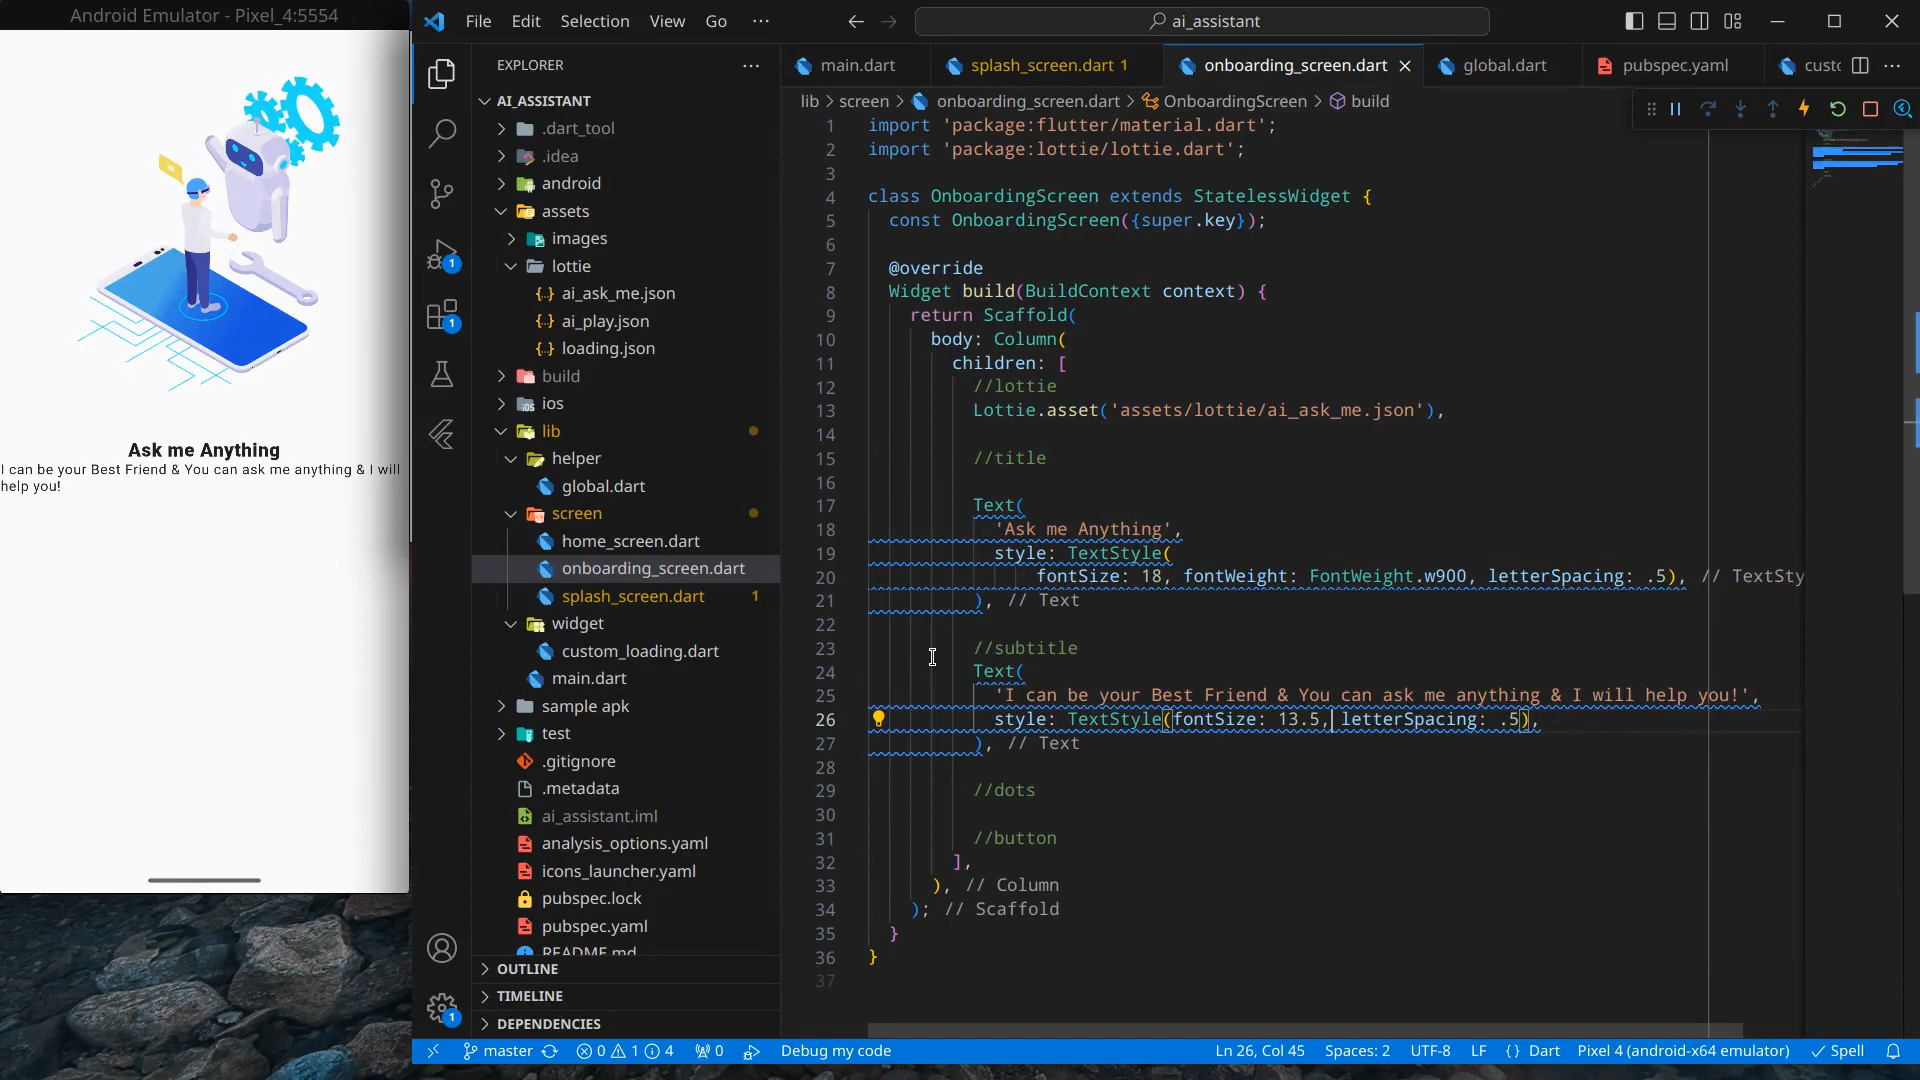 Android Emulator - Pixel_4:5554
Ask me Anything
I can be your Best Friend & You can ask me anything & I will
help you!
File Edit Selection View Go ···
ai_assistant
EXPLORER
AI_ASSISTANT
.dart_tool
.idea
android
assets
images
lottie
ai_ask_me.json
ai_play.json
loading.json
build
ios
lib
helper
global.dart
screen
home_screen.dart
onboarding_screen.dart
splash_screen.dart 1
widget
custom_loading.dart
main.dart
sample apk
test
.gitignore
.metadata
ai_assistant.iml
analysis_options.yaml
icons_launcher.yaml
pubspec.lock
pubspec.yaml
README.md
OUTLINE
TIMELINE
DEPENDENCIES
1
1
1
main.dart splash_screen.dart 1 onboarding_screen.dart global.dart pubspec.yaml custo
lib > screen > onboarding_screen.dart > OnboardingScreen > build
1 import 'package:flutter/material.dart';
2 import 'package:lottie/lottie.dart';
3
4 class OnboardingScreen extends StatelessWidget {
5 const OnboardingScreen({super.key});
6
7 @override
8 Widget build(BuildContext context) {
9 return Scaffold(
10 body: Column(
11 children: [
12 //lottie
13 Lottie.asset('assets/lottie/ai_ask_me.json'),
14
15 //title
16
17 Text(
18 'Ask me Anything',
19 style: TextStyle(
20 fontSize: 18, fontWeight: FontWeight.w900, letterSpacing: .5), // TextSty
21 ), // Text
22
23 //subtitle
24 Text(
25 'I can be your Best Friend & You can ask me anything & I will help you!',
26 style: TextStyle(fontSize: 13.5, letterSpacing: .5),
27 ), // Text
28
29 //dots
30
31 //button
32 ],
33 ), // Column
34 ); // Scaffold
35 }
36 }
37
master 0 1 4 0 Debug my code Ln 26, Col 45 Spaces: 2 UTF-8 LF { } Dart Pixel 4 (android-x64 emulator) Spell